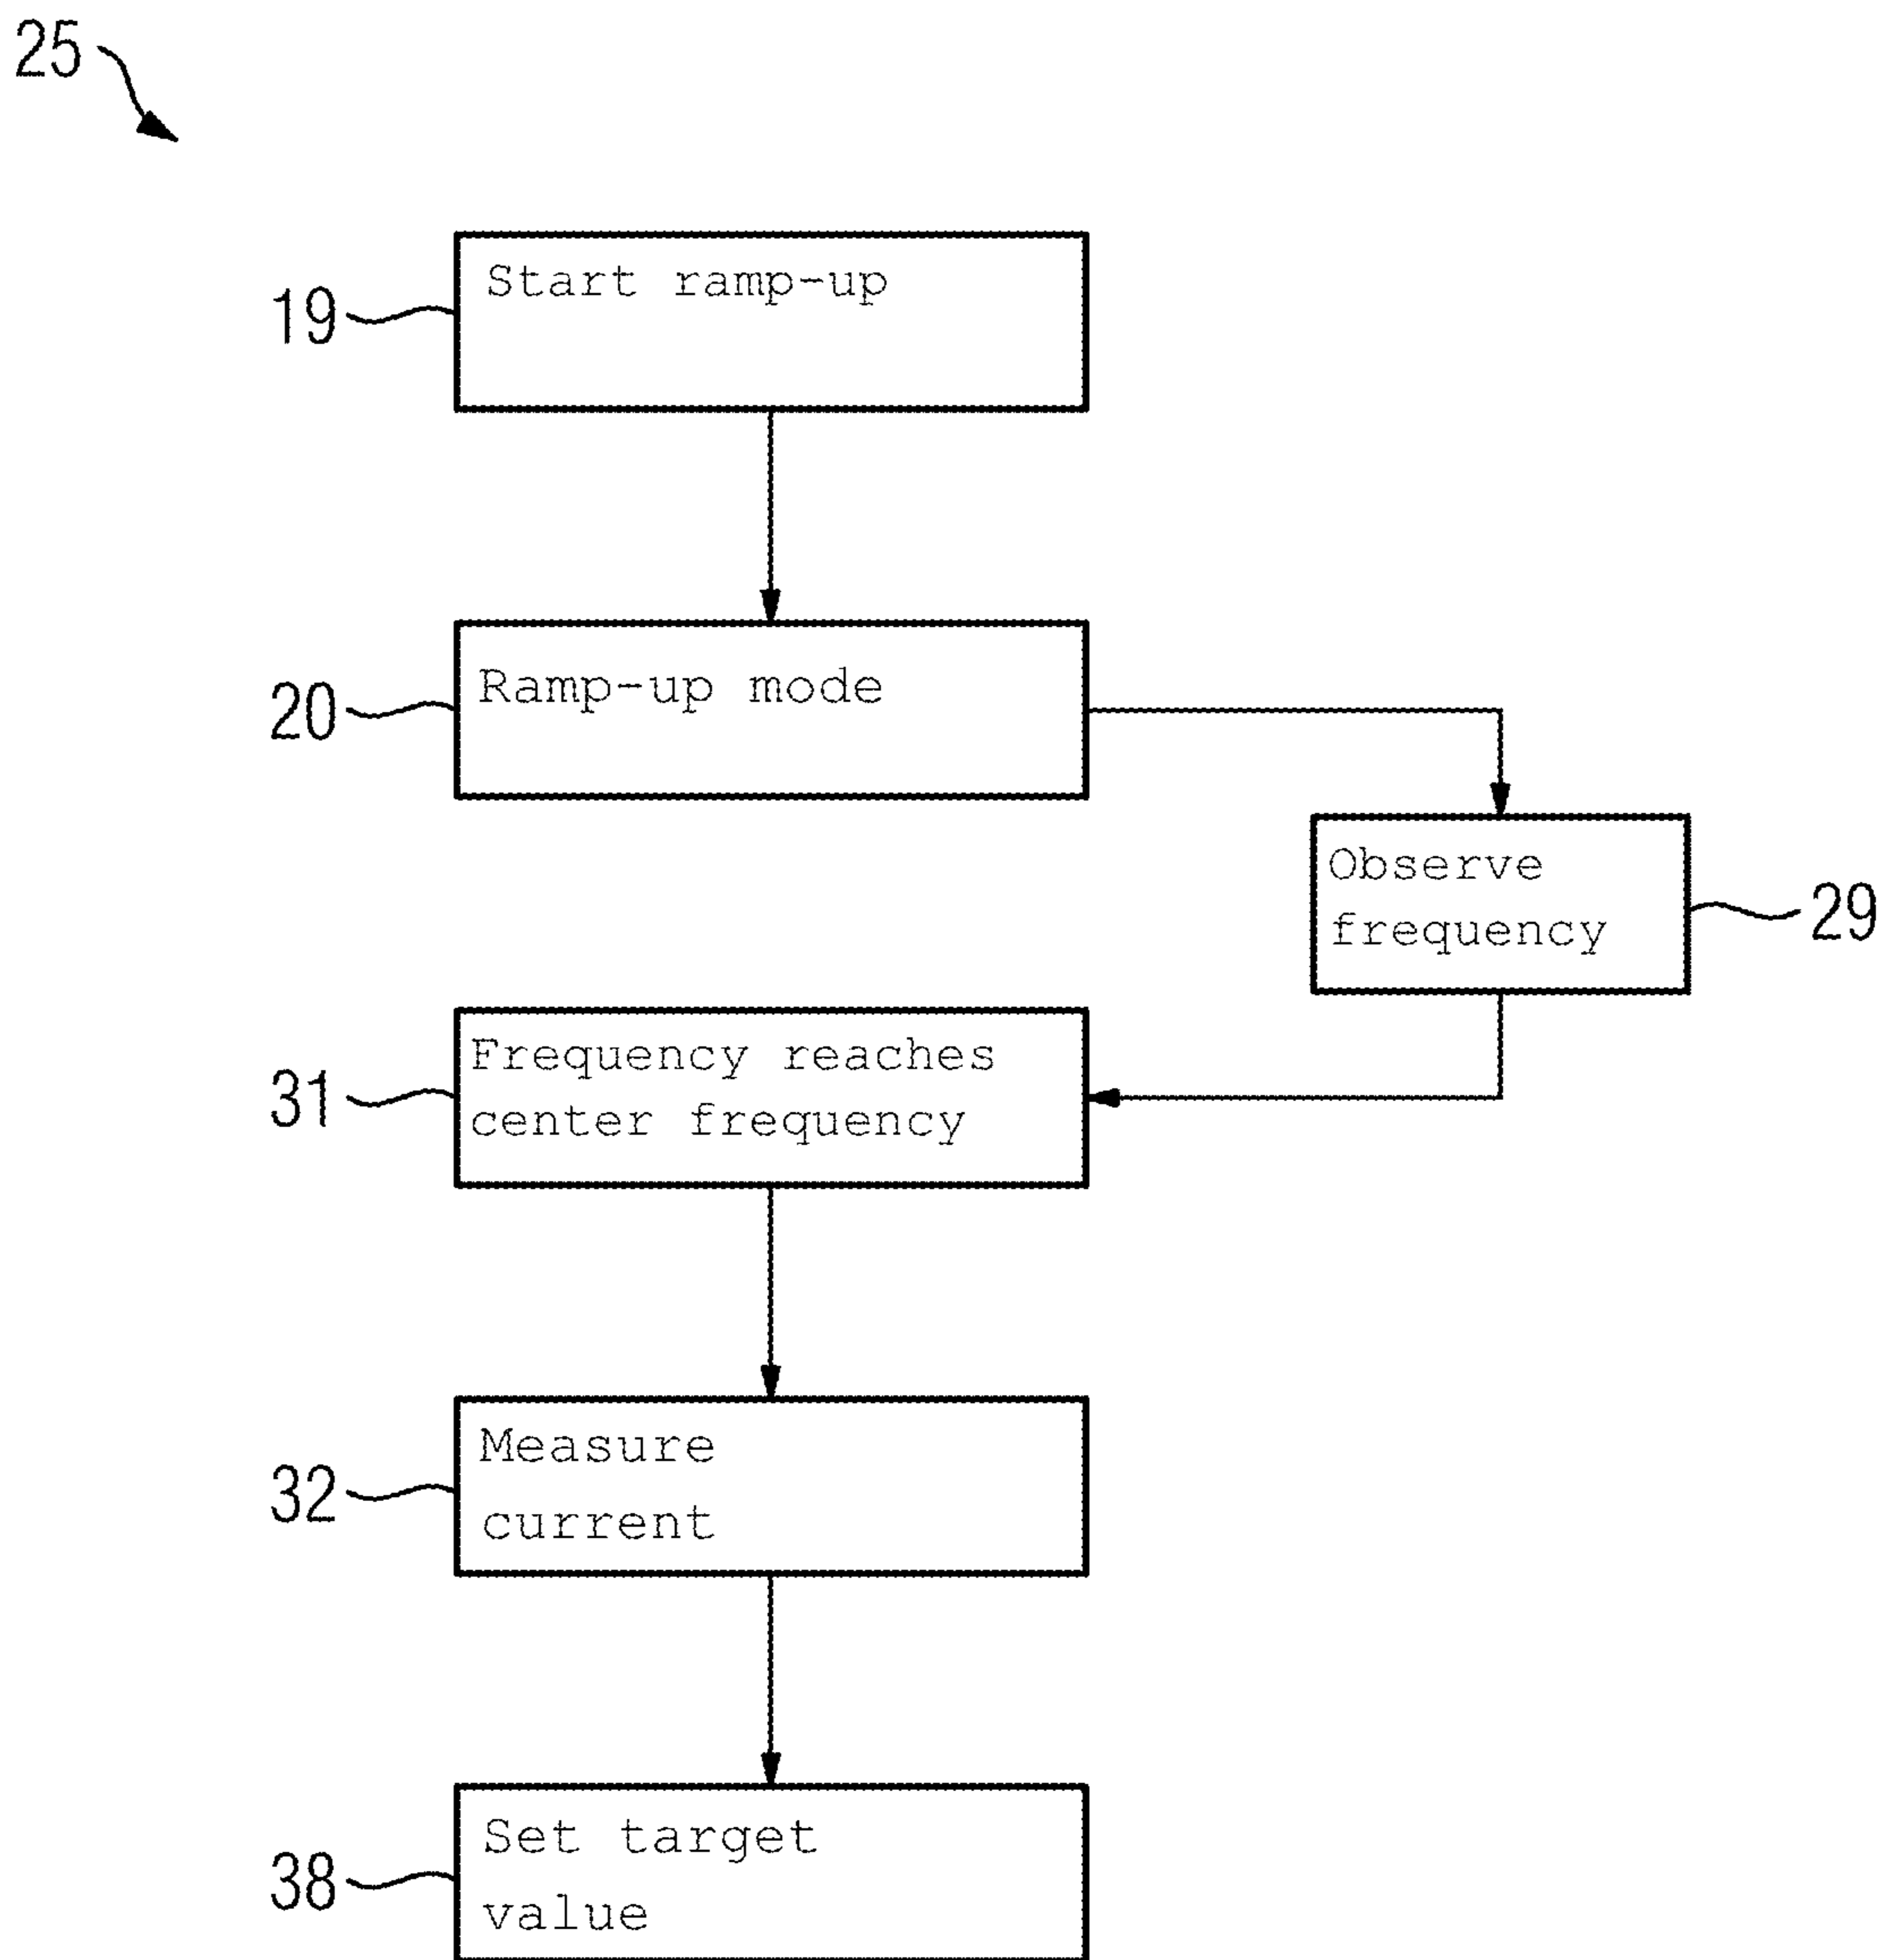 25
19
Start ramp-up
20
Ramp-up mode
Observe
frequency
29
31
Frequency reaches
center frequency
32
Measure
current
38
Set target
value